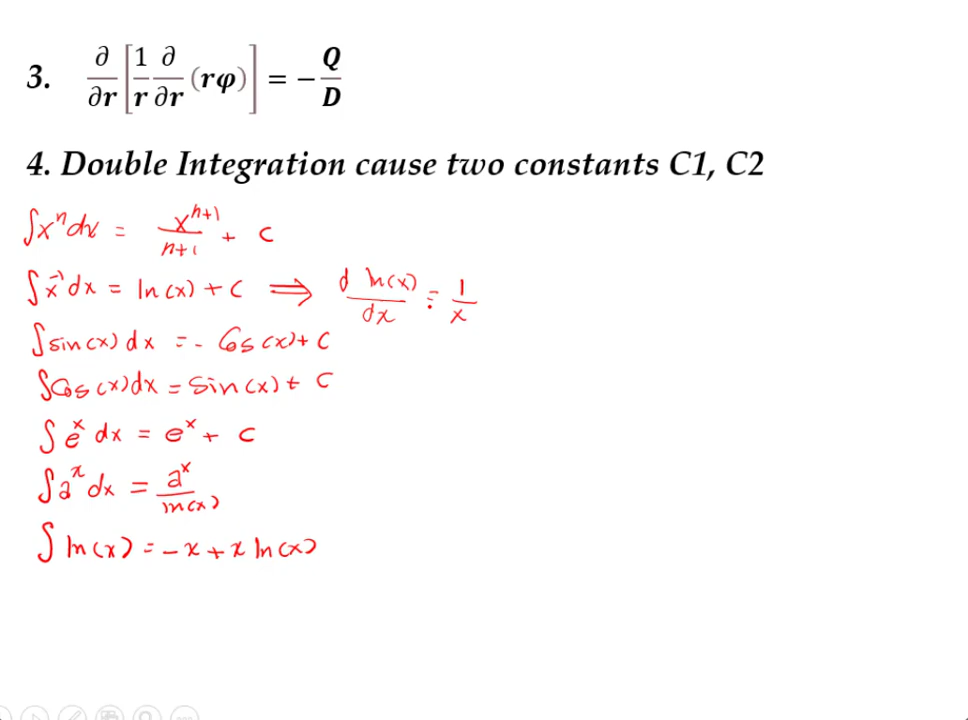 3. ∂/∂r [1/r ∂/∂r (rφ)] = − Q/D
4. Double Integration cause two constants C1, C2
∫xⁿdx = xⁿ⁺¹/n+1 + c
∫x⁻¹dx = ln(x) + c ⟹ d ln(x)/dx = 1/x
∫sin(x) dx = - Cos(x) + c
∫Cos(x)dx = Sin(x) + c
∫eˣ dx = eˣ + c
∫aˣ dx = aˣ/ln(x)
∫ ln(x) = -x + x ln(x)